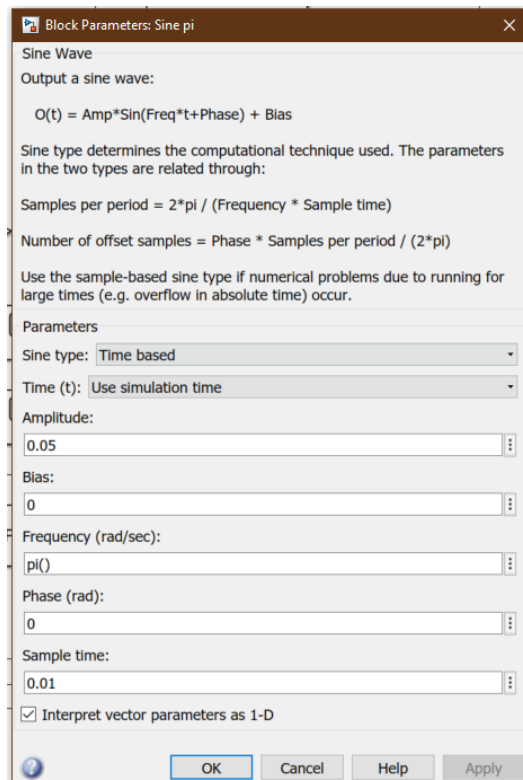 Block Parameters: Sine pi
Sine Wave
Output a sine wave:
O(t) = Amp*Sin(Freq*t+Phase) + Bias
Sine type determines the computational technique used. The parameters
in the two types are related through:
Samples per period = 2*pi / (Frequency * Sample time)
Number of offset samples = Phase * Samples per period / (2*pi)
Use the sample-based sine type if numerical problems due to running for
large times (e.g. overflow in absolute time) occur.
Parameters
Sine type: Time based
Time (t): Use simulation time
Amplitude:
0.05
Bias:
0
Frequency (rad/sec):
pi()
Phase (rad):
0
Sample time:
0.01
Interpret vector parameters as 1-D
OK Cancel Help Apply